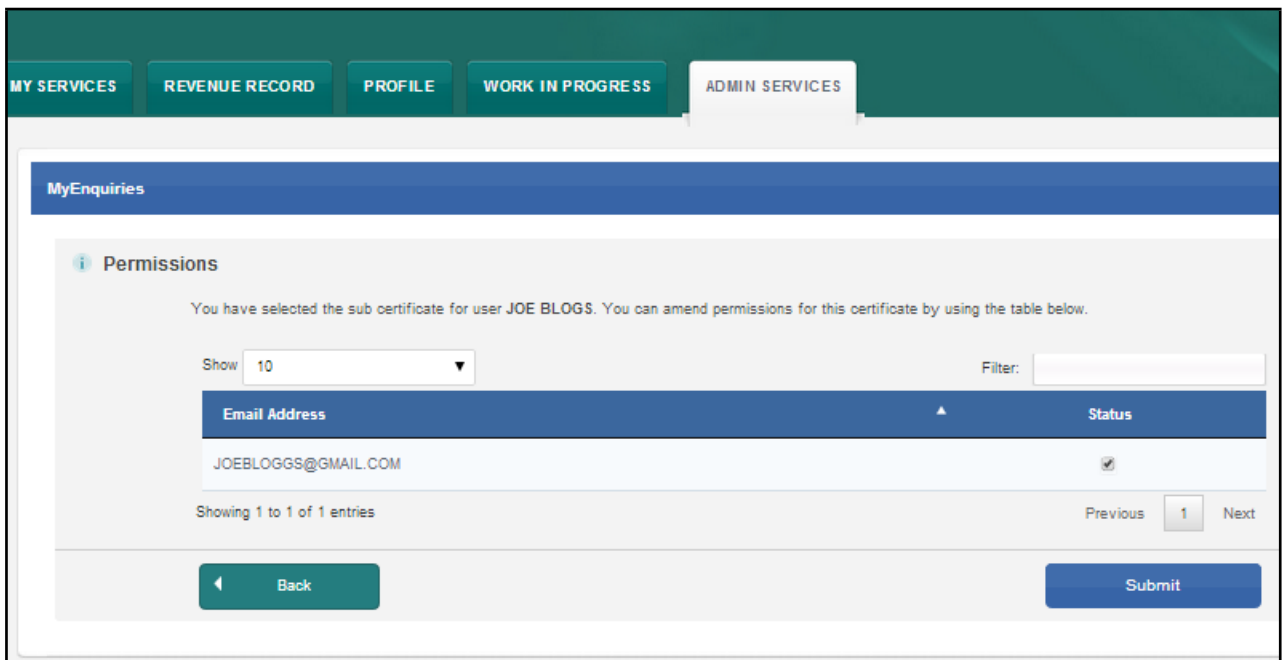 MY SERVICES REVENUE RECORD PROFILE WORK IN PROGRESS ADMIN SERVICES
MyEnquiries
i Permissions
You have selected the sub certificate for user JOE BLOGS. You can amend permissions for this certificate by using the table below.
Show 10 Filter:
Email Address Status
JOEBLOGGS@GMAIL.COM
Showing 1 to 1 of 1 entries Previous 1 Next
Back Submit